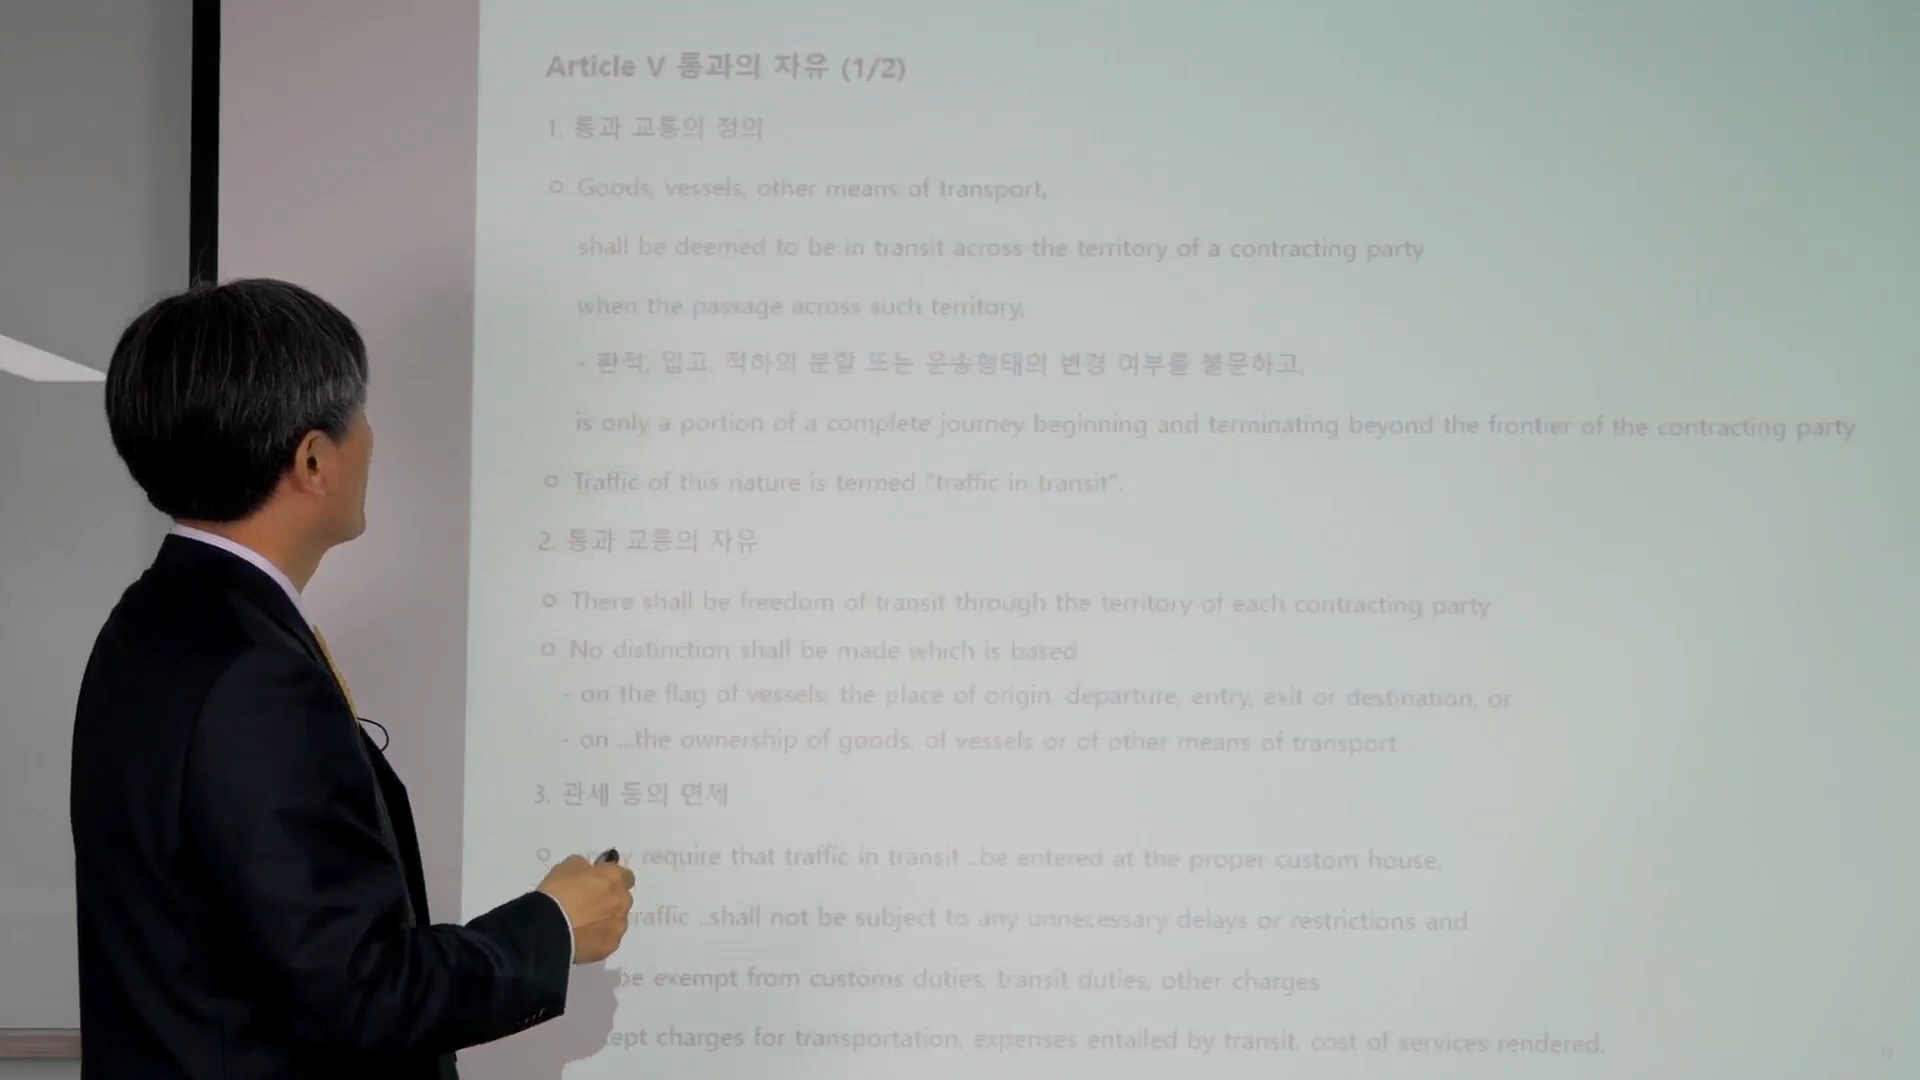 Article V 통과의 자유 (1/2)
1. 통과 교통의 정의
○ Goods, vessels, other means of transport,
shall be deemed to be in transit across the territory of a contracting party
when the passage across such territory,
- 환적, 입고, 적하의 분할 또는 운송형태의 변경 여부를 불문하고,
is only a portion of a complete journey beginning and terminating beyond the frontier of the contracting party
○ Traffic of this nature is termed "traffic in transit".
2. 통과 교통의 자유
○ There shall be freedom of transit through the territory of each contracting party
○ No distinction shall be made which is based
- on the flag of vessels, the place of origin, departure, entry, exit or destination, or
- on ...the ownership of goods, of vessels or of other means of transport
3. 관세 등의 면제
○ require that traffic in transit ..be entered at the proper custom house,
traffic ..shall not be subject to any unnecessary delays or restrictions and
be exempt from customs duties, transit duties, other charges
charges for transportation, expenses entailed by transit, cost of services rendered.